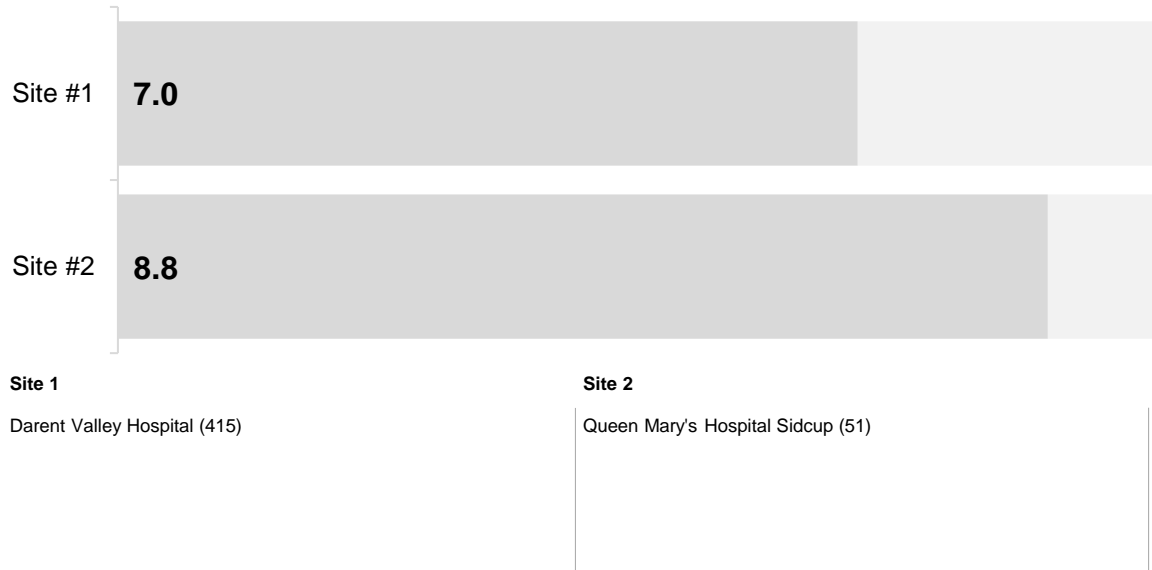 Site #1 7.0
Site #2 8.8
Site 1
Darent Valley Hospital (415)
Site 2
Queen Mary's Hospital Sidcup (51)